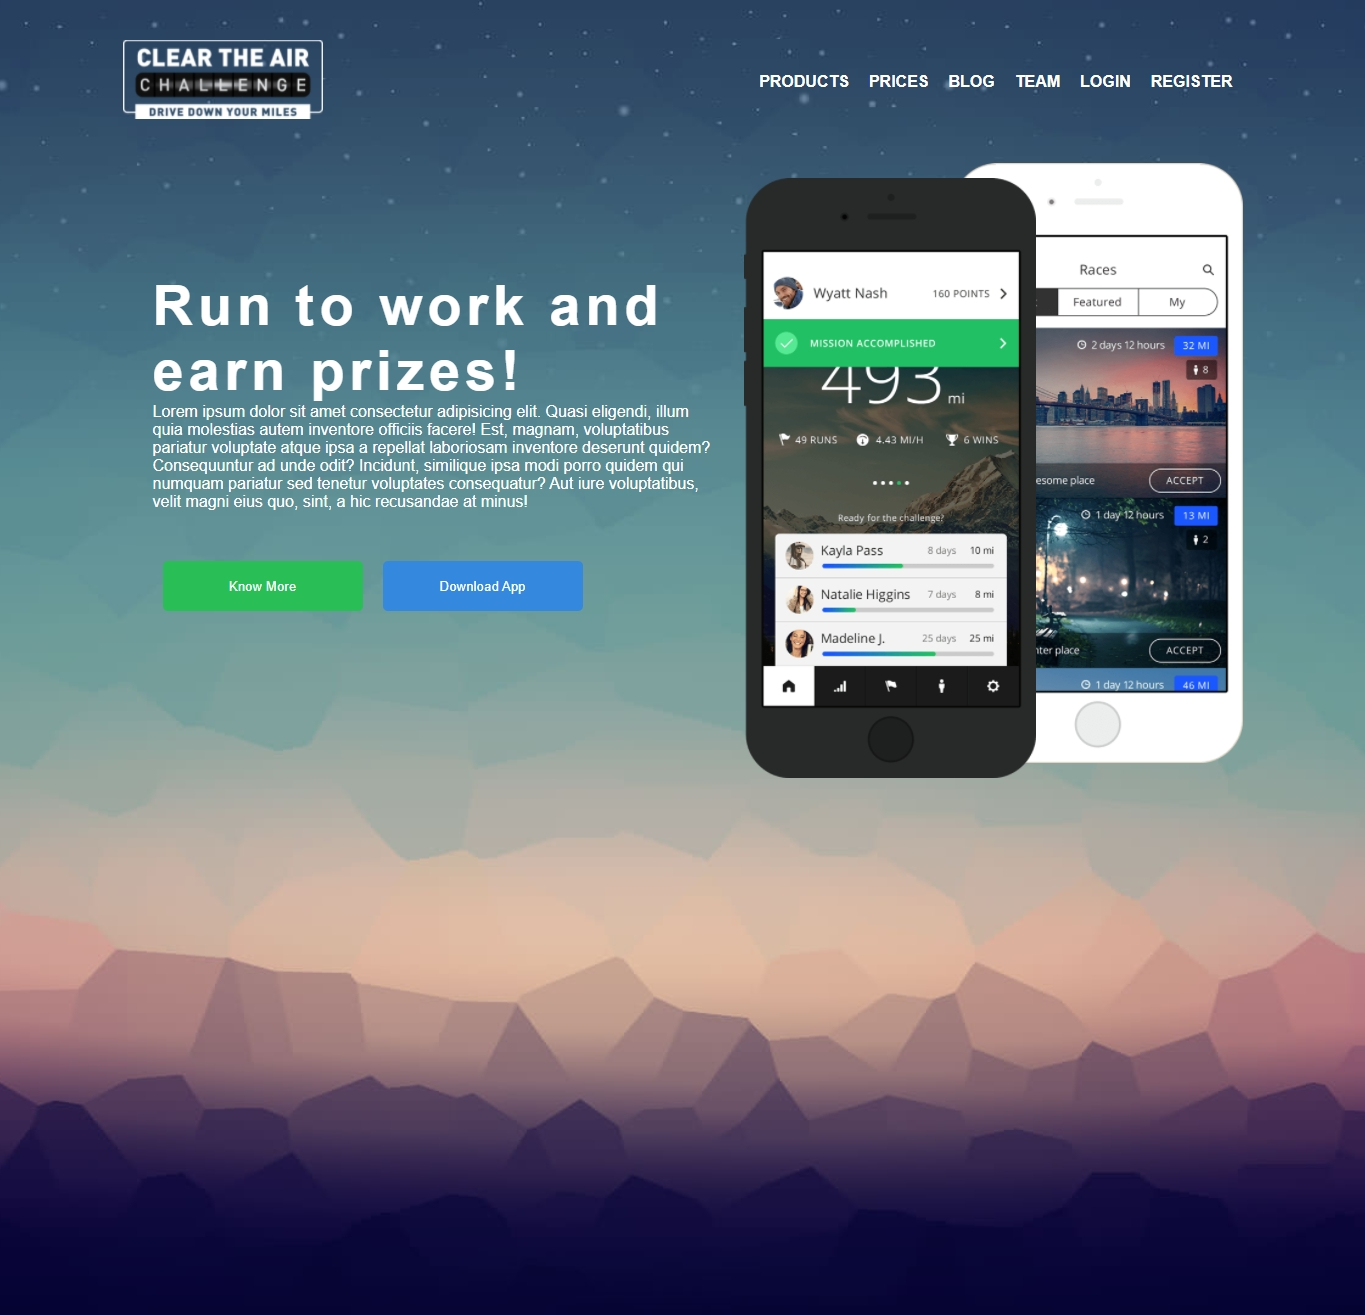 CLEAR THE AIR
CHALLENGE
DRIVE DOWN YOUR MILES
PRODUCTS PRICES BLOG TEAM LOGIN REGISTER
Run to work and
earn prizes!
Lorem ipsum dolor sit amet consectetur adipisicing elit. Quasi eligendi, illum
quia molestias autem inventore officiis facere! Est, magnam, voluptatibus
pariatur voluptate atque ipsa a repellat laboriosam inventore deserunt quidem?
Consequuntur ad unde odit? Incidunt, similique ipsa modi porro quidem qui
numquam pariatur sed tenetur voluptates consequatur? Aut iure voluptatibus,
velit magni eius quo, sint, a hic recusandae at minus!
Know More
Download App
Wyatt Nash 160 POINTS
MISSION ACCOMPLISHED
493 mi
49 RUNS 4.43 MI/H 6 WINS
Ready for the challenge?
Kayla Pass 8 days 10 mi
Natalie Higgins 7 days 8 mi
Madeline J. 25 days 25 mi
Races
Featured My
2 days 12 hours 32 MI
8
place
ACCEPT
1 day 12 hours 13 MI
2
place
ACCEPT
1 day 12 hours 46 MI